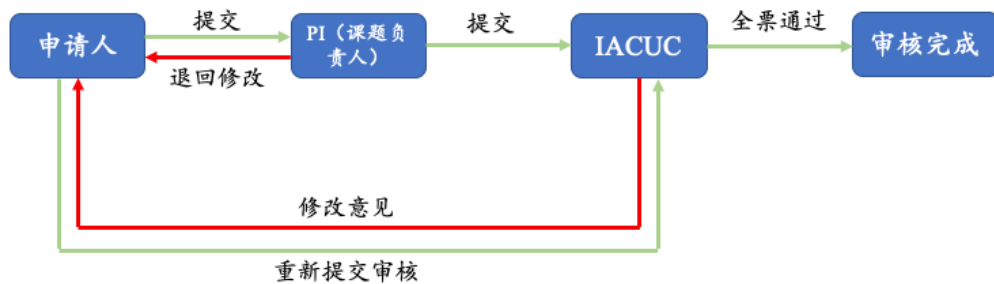 提交
提交
全票通过
申请人
PI（课题负
责人）
IACUC
审核完成
退回修改
修改意见
重新提交审核